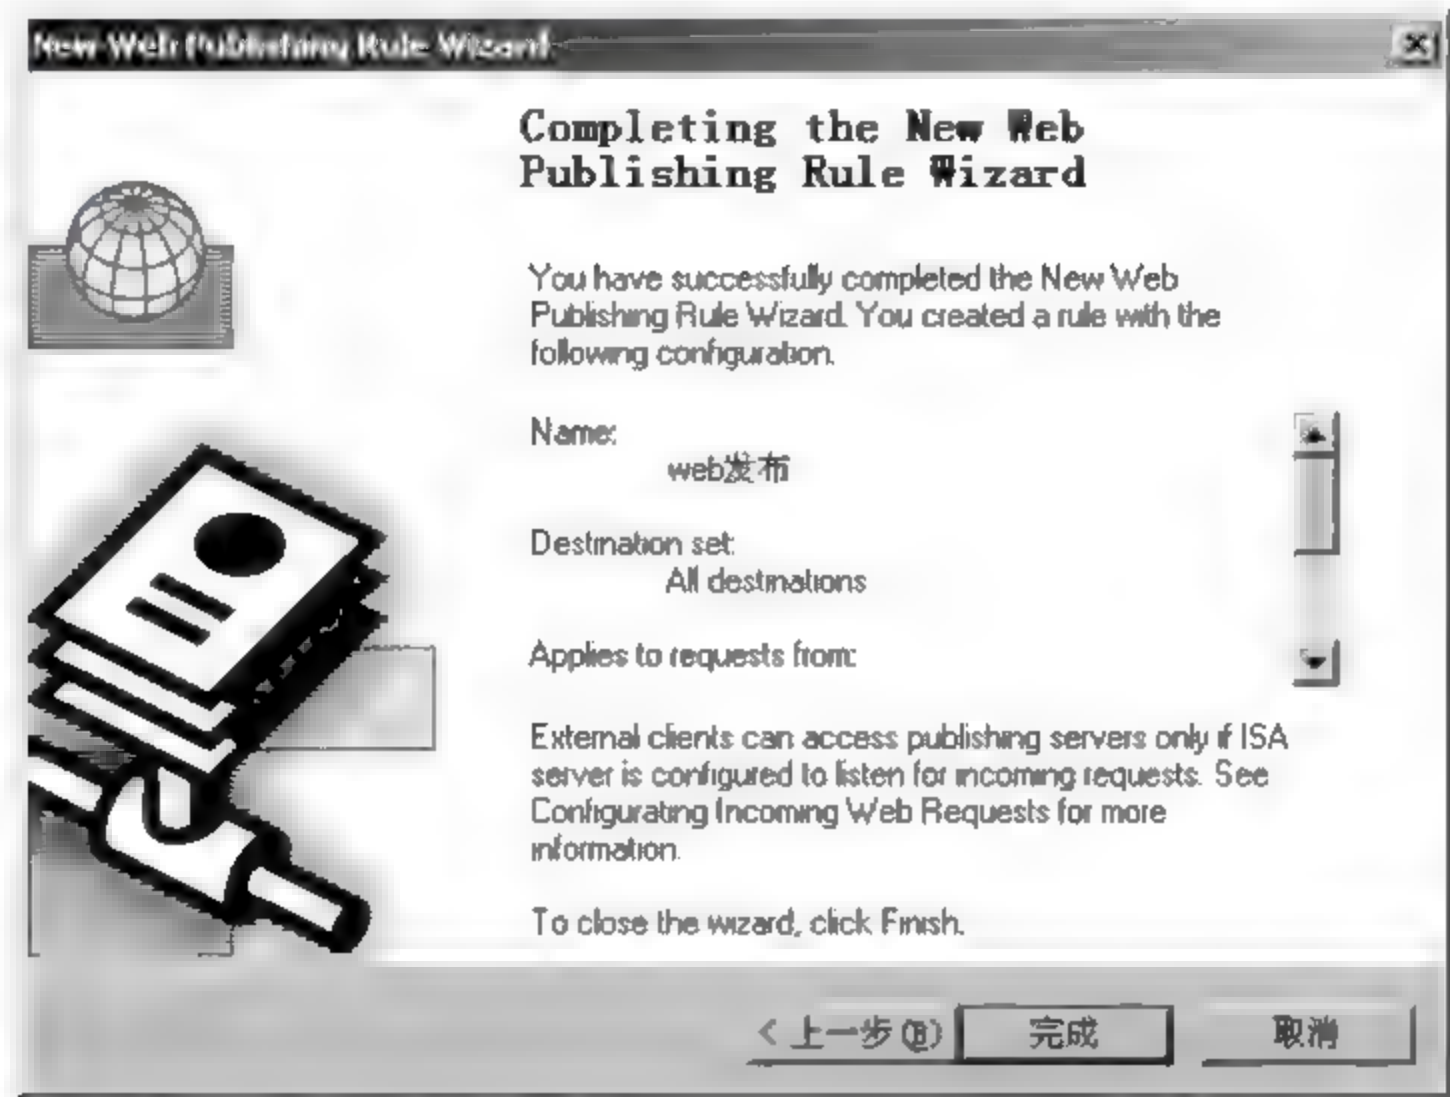 New Web Publishing Rule Wizard
Completing the New Web
Publishing Rule Wizard
You have successfully completed the New Web
Publishing Rule Wizard. You created a rule with the
following configuration.
Name:
web发布
Destination set:
All destinations
Applies to requests from:
External clients can access publishing servers only if ISA
server is configured to listen for incoming requests. See
Configurating Incoming Web Requests for more
information.
To close the wizard, click Finish.
< 上一步(B)
完成
取消